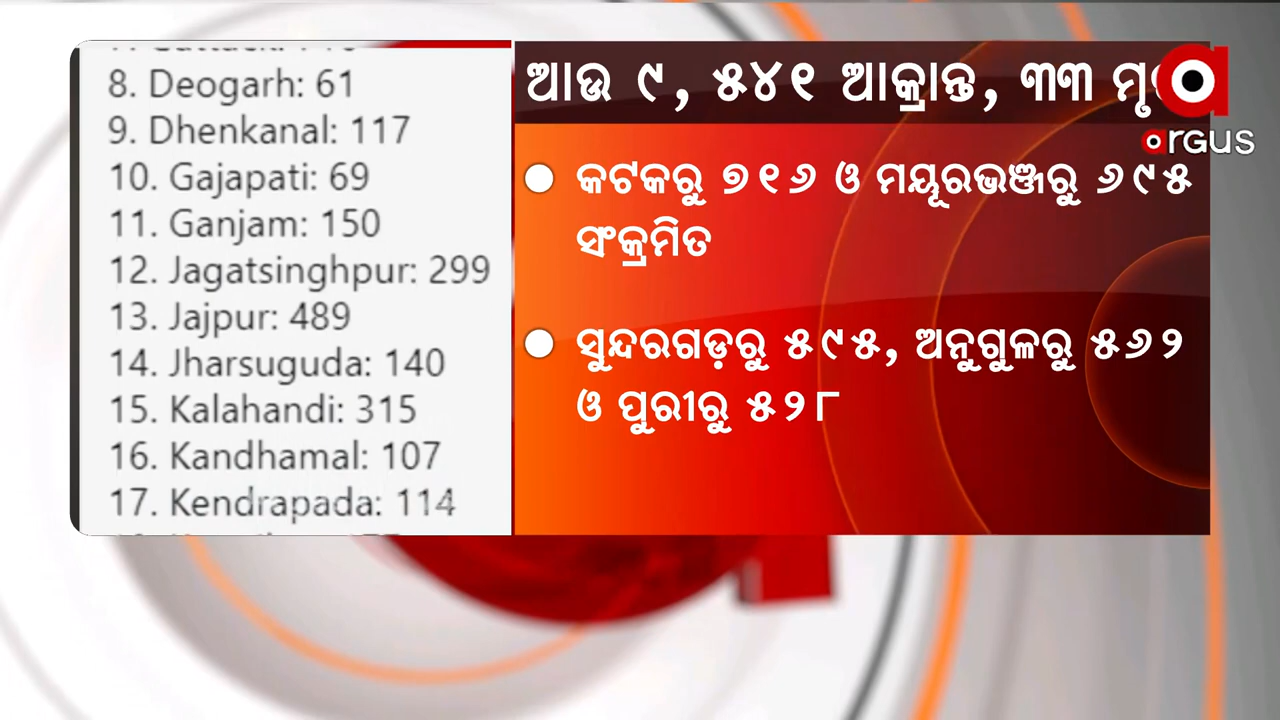 8. Deogarh: 61
9. Dhenkanal: 117
10. Gajapati: 69
11. Ganjam: 150
12. Jagatsinghpur: 299
13. Jajpur: 489
14. Jharsuguda: 140
15. Kalahandi: 315
16. Kandhamal: 107
17. Kendrapada: 114
ଆଉ ୯, ୫୪୧ ଆକ୍ରାନ୍ତ, ୩୩
argus
କଟକରୁ ୭୧୬ ଓ ମୟୂରଭଞ୍ଜରୁ ୬୯୫
ସଂକ୍ରମିତ
ସୁନ୍ଦରଗଡ଼ରୁ ୫୯୫, ଅନୁଗୁଳରୁ ୫୬୨
ଓ ପୁରୀରୁ ୫୨୮